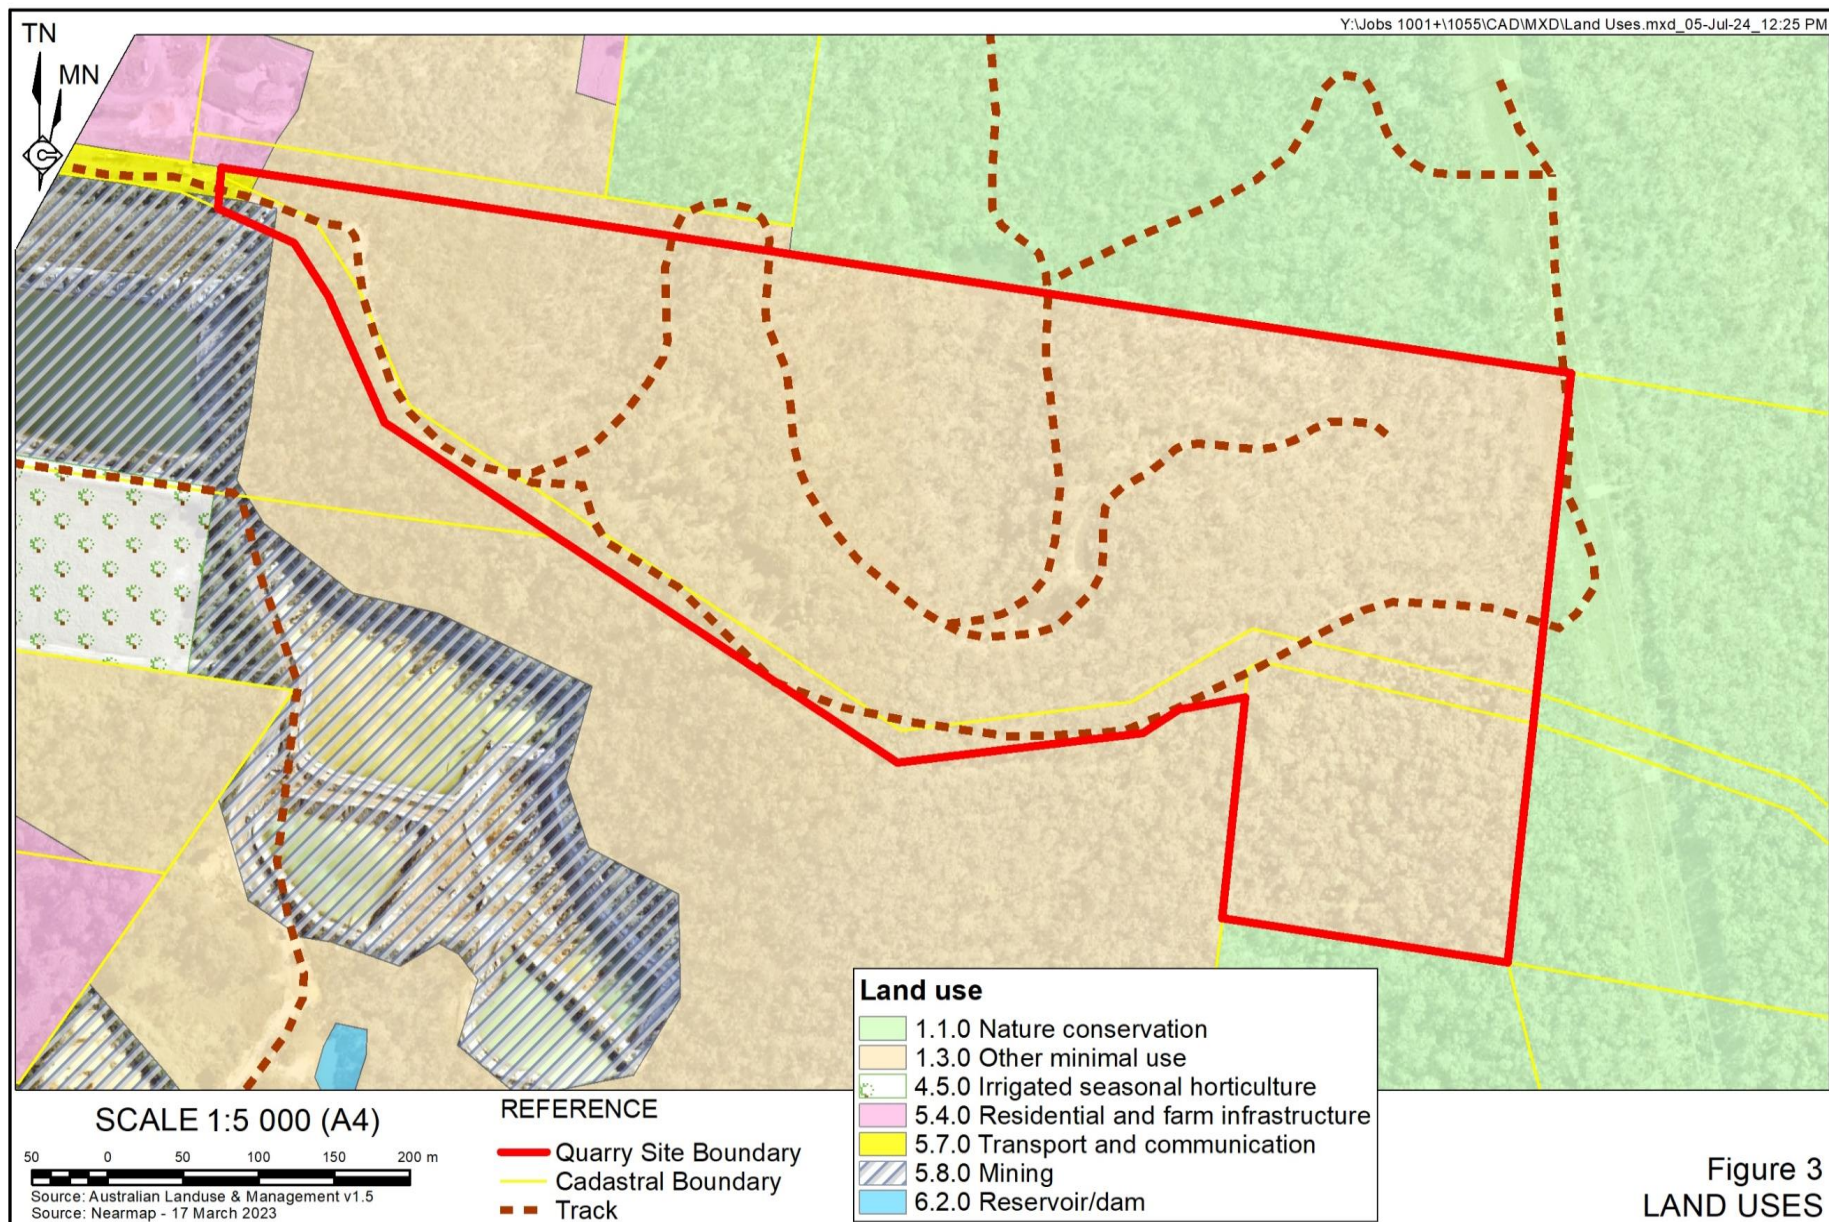 Y:\Jobs 1001+\1055\CAD\MXD\Land Uses.mxd_05-Jul-24_12:25 PM
TN
MN
Land use
1.1.0 Nature conservation
1.3.0 Other minimal use
4.5.0 Irrigated seasonal horticulture
5.4.0 Residential and farm infrastructure
5.7.0 Transport and communication
5.8.0 Mining
6.2.0 Reservoir/dam
SCALE 1:5 000 (A4)
50 0 50 100 150 200 m
Source: Australian Landuse & Management v1.5
Source: Nearmap - 17 March 2023
REFERENCE
Quarry Site Boundary
Cadastral Boundary
Track
Figure 3
LAND USES